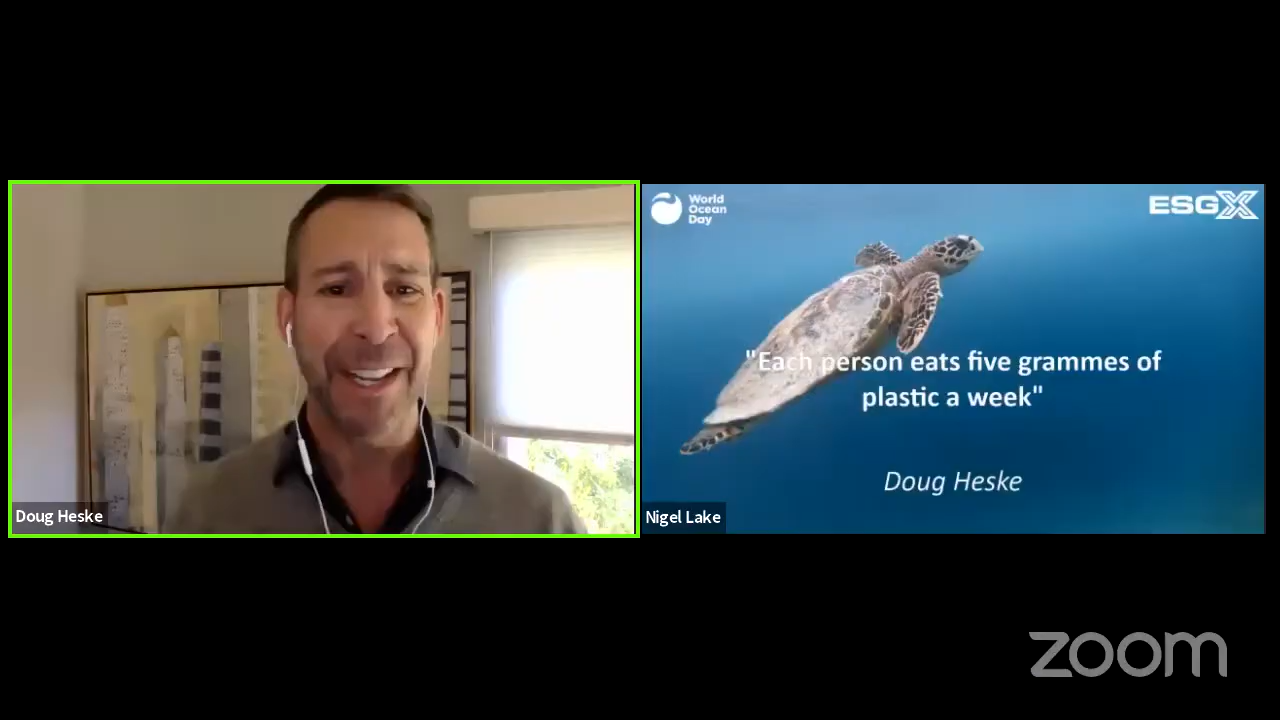 World
Ocean
Day
ESGX
"Each person eats five grammes of
plastic a week"
Doug Heske
Doug Heske
Nigel Lake
zoom